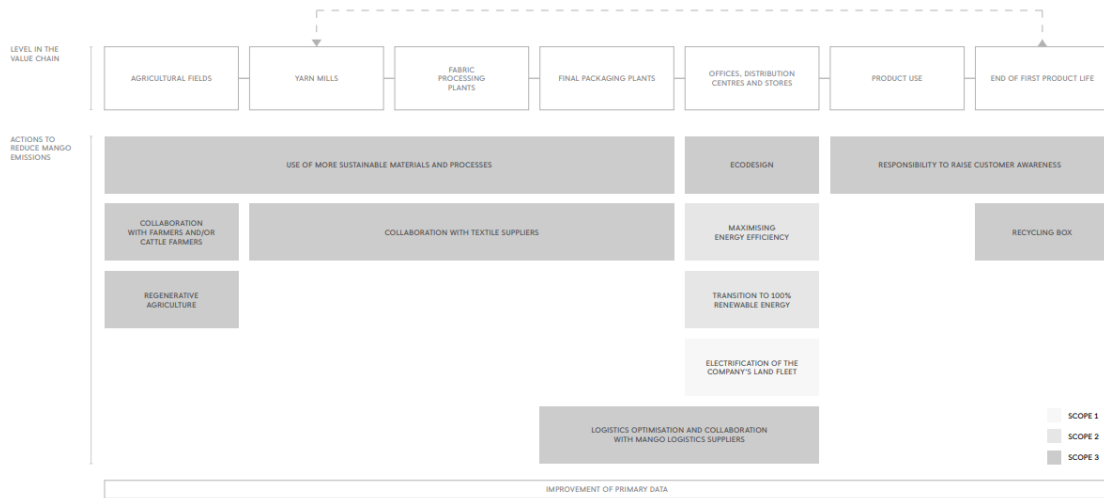 LEVEL IN THE
VALUE CHAIN
AGRICULTURAL FIELDS
YARN MILLS
FABRIC
PROCESSING
PLANTS
FINAL PACKAGING PLANTS
OFFICES, DISTRIBUTION
CENTRES AND STORES
PRODUCT USE
END OF FIRST PRODUCT LIFE
ACTIONS TO
REDUCE MANGO
EMISSIONS
USE OF MORE SUSTAINABLE MATERIALS AND PROCESSES
ECODESIGN
RESPONSIBILITY TO RAISE CUSTOMER AWARENESS
COLLABORATION
WITH FARMERS AND/OR
CATTLE FARMERS
COLLABORATION WITH TEXTILE SUPPLIERS
MAXIMISING
ENERGY EFFICIENCY
RECYCLING BOX
REGENERATIVE
AGRICULTURE
TRANSITION TO 100%
RENEWABLE ENERGY
ELECTRIFICATION OF THE
COMPANY'S LAND FLEET
LOGISTICS OPTIMISATION AND COLLABORATION
WITH MANGO LOGISTICS SUPPLIERS
SCOPE 1
SCOPE 2
SCOPE 3
IMPROVEMENT OF PRIMARY DATA